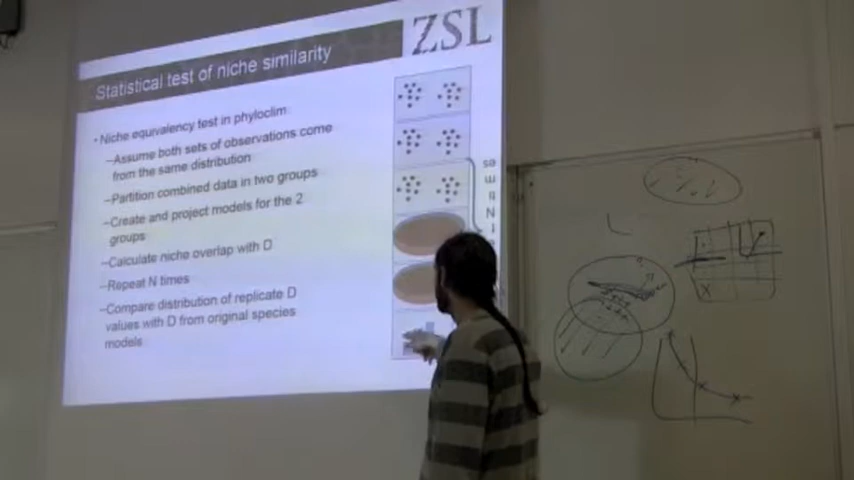 ZSL
Statistical test of niche similarity
• Niche equivalency test in phyloclim
–Assume both sets of observations come
from the same distribution
–Partition combined data in two groups
–Create and project models for the 2
groups
–Calculate niche overlap with D
–Repeat N times
–Compare distribution of replicate D
values with D from original species
models
X